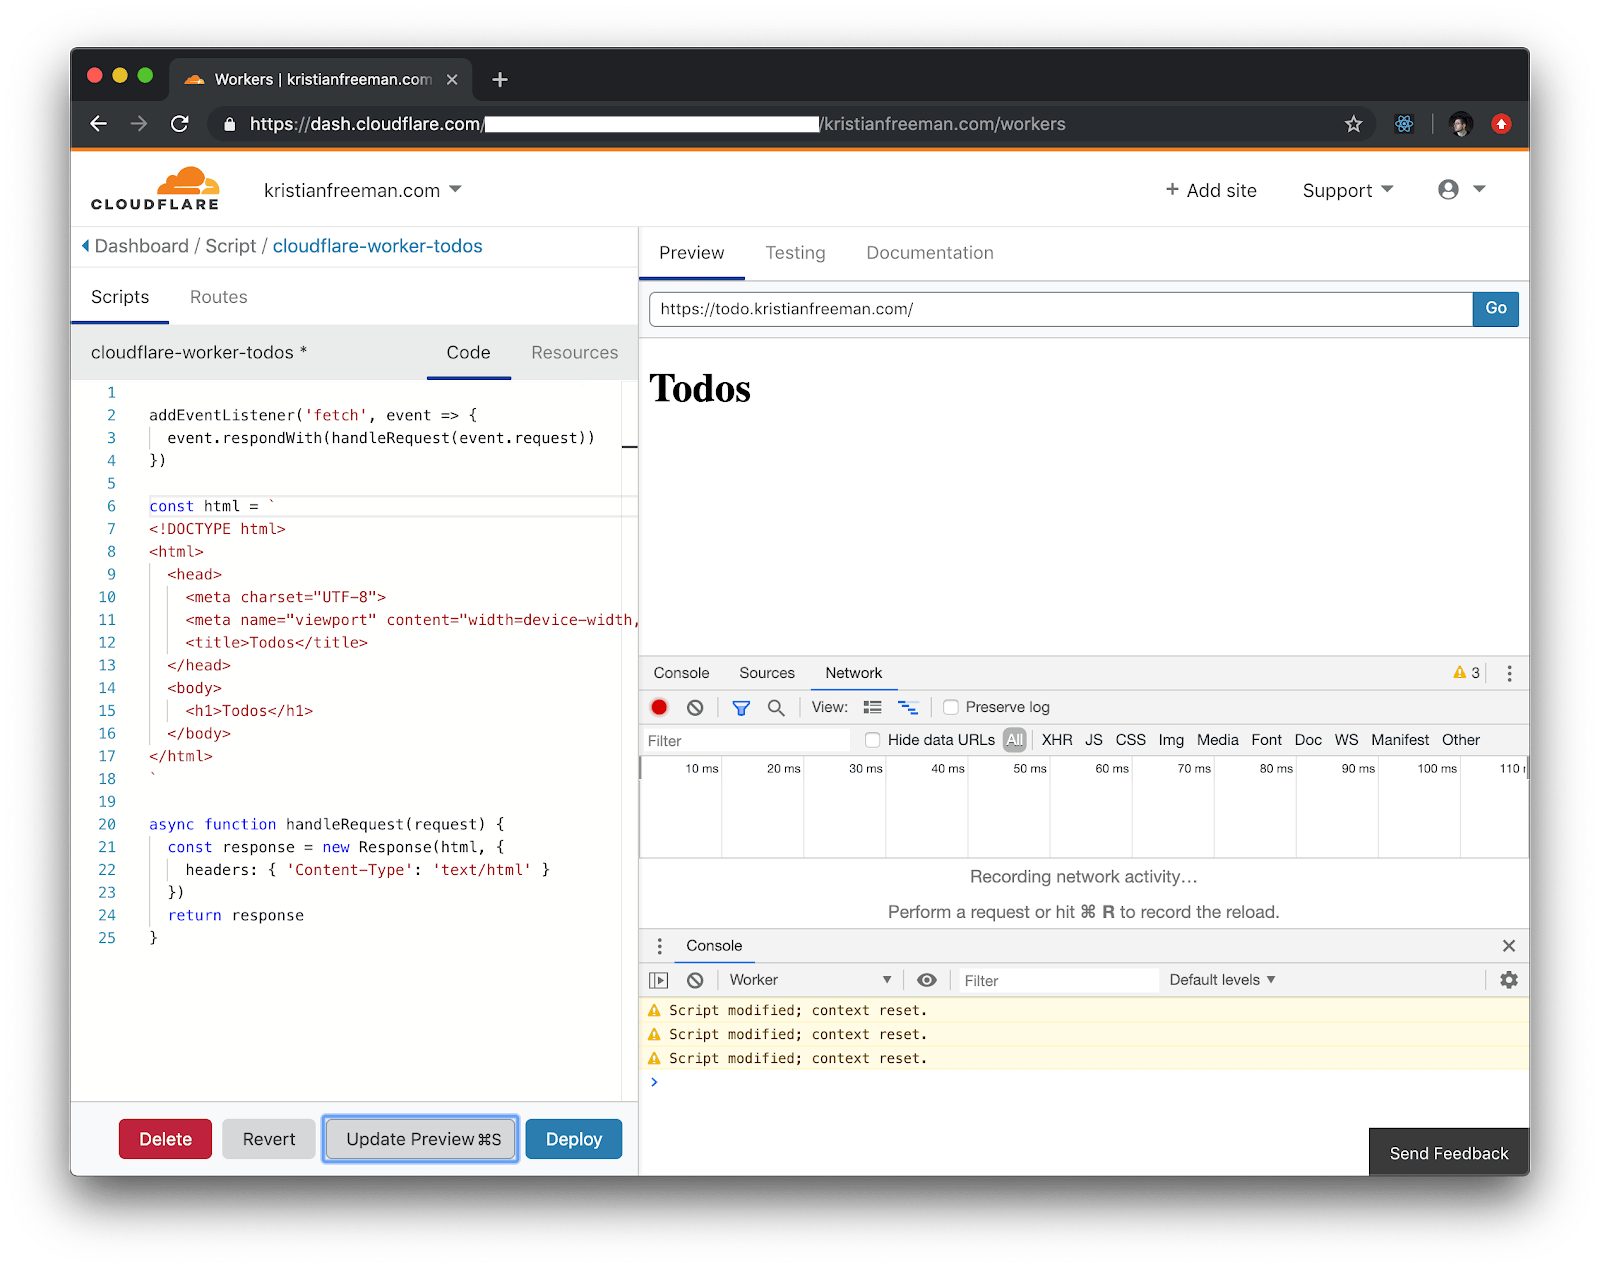 Workers | kristianfreeman.com
https://dash.cloudflare.com/ /kristianfreeman.com/workers
CLOUDFLARE
kristianfreeman.com
+ Add site
Support
Dashboard / Script / cloudflare-worker-todos
Scripts
Routes
cloudflare-worker-todos *
Code
Resources
1
2 addEventListener('fetch', event => {
3   event.respondWith(handleRequest(event.request))
4 })
5
6 const html = `
7 <!DOCTYPE html>
8 <html>
9   <head>
10     <meta charset="UTF-8">
11     <meta name="viewport" content="width=device-width,
12     <title>Todos</title>
13   </head>
14   <body>
15     <h1>Todos</h1>
16   </body>
17 </html>
18 `
19
20 async function handleRequest(request) {
21   const response = new Response(html, {
22     headers: { 'Content-Type': 'text/html' }
23   })
24   return response
25 }
Delete
Revert
Update Preview ⌘S
Deploy
Preview
Testing
Documentation
https://todo.kristianfreeman.com/
Go
Todos
Console
Sources
Network
3
View:
Preserve log
Filter
Hide data URLs
All
XHR
JS
CSS
Img
Media
Font
Doc
WS
Manifest
Other
10 ms
20 ms
30 ms
40 ms
50 ms
60 ms
70 ms
80 ms
90 ms
100 ms
110
Recording network activity…
Perform a request or hit ⌘ R to record the reload.
Console
Worker
Filter
Default levels
Script modified; context reset.
Script modified; context reset.
Script modified; context reset.
Send Feedback